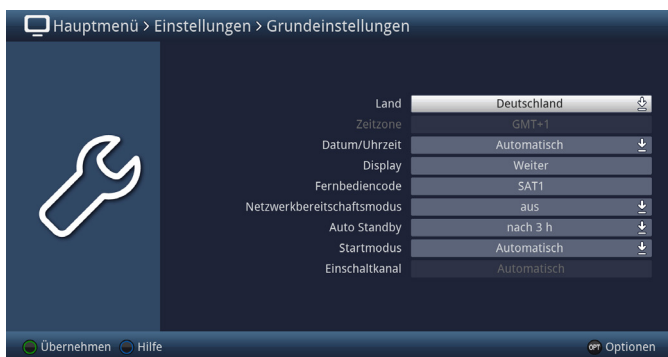 Hauptmenü > Einstellungen > Grundeinstellungen
Land Deutschland
Zeitzone GMT+1
Datum/Uhrzeit Automatisch
Display Weiter
Fernbediencode SAT1
Netzwerkbereitschaftsmodus aus
Auto Standby nach 3 h
Startmodus Automatisch
Einschaltkanal Automatisch
Übernehmen Hilfe OPT Optionen